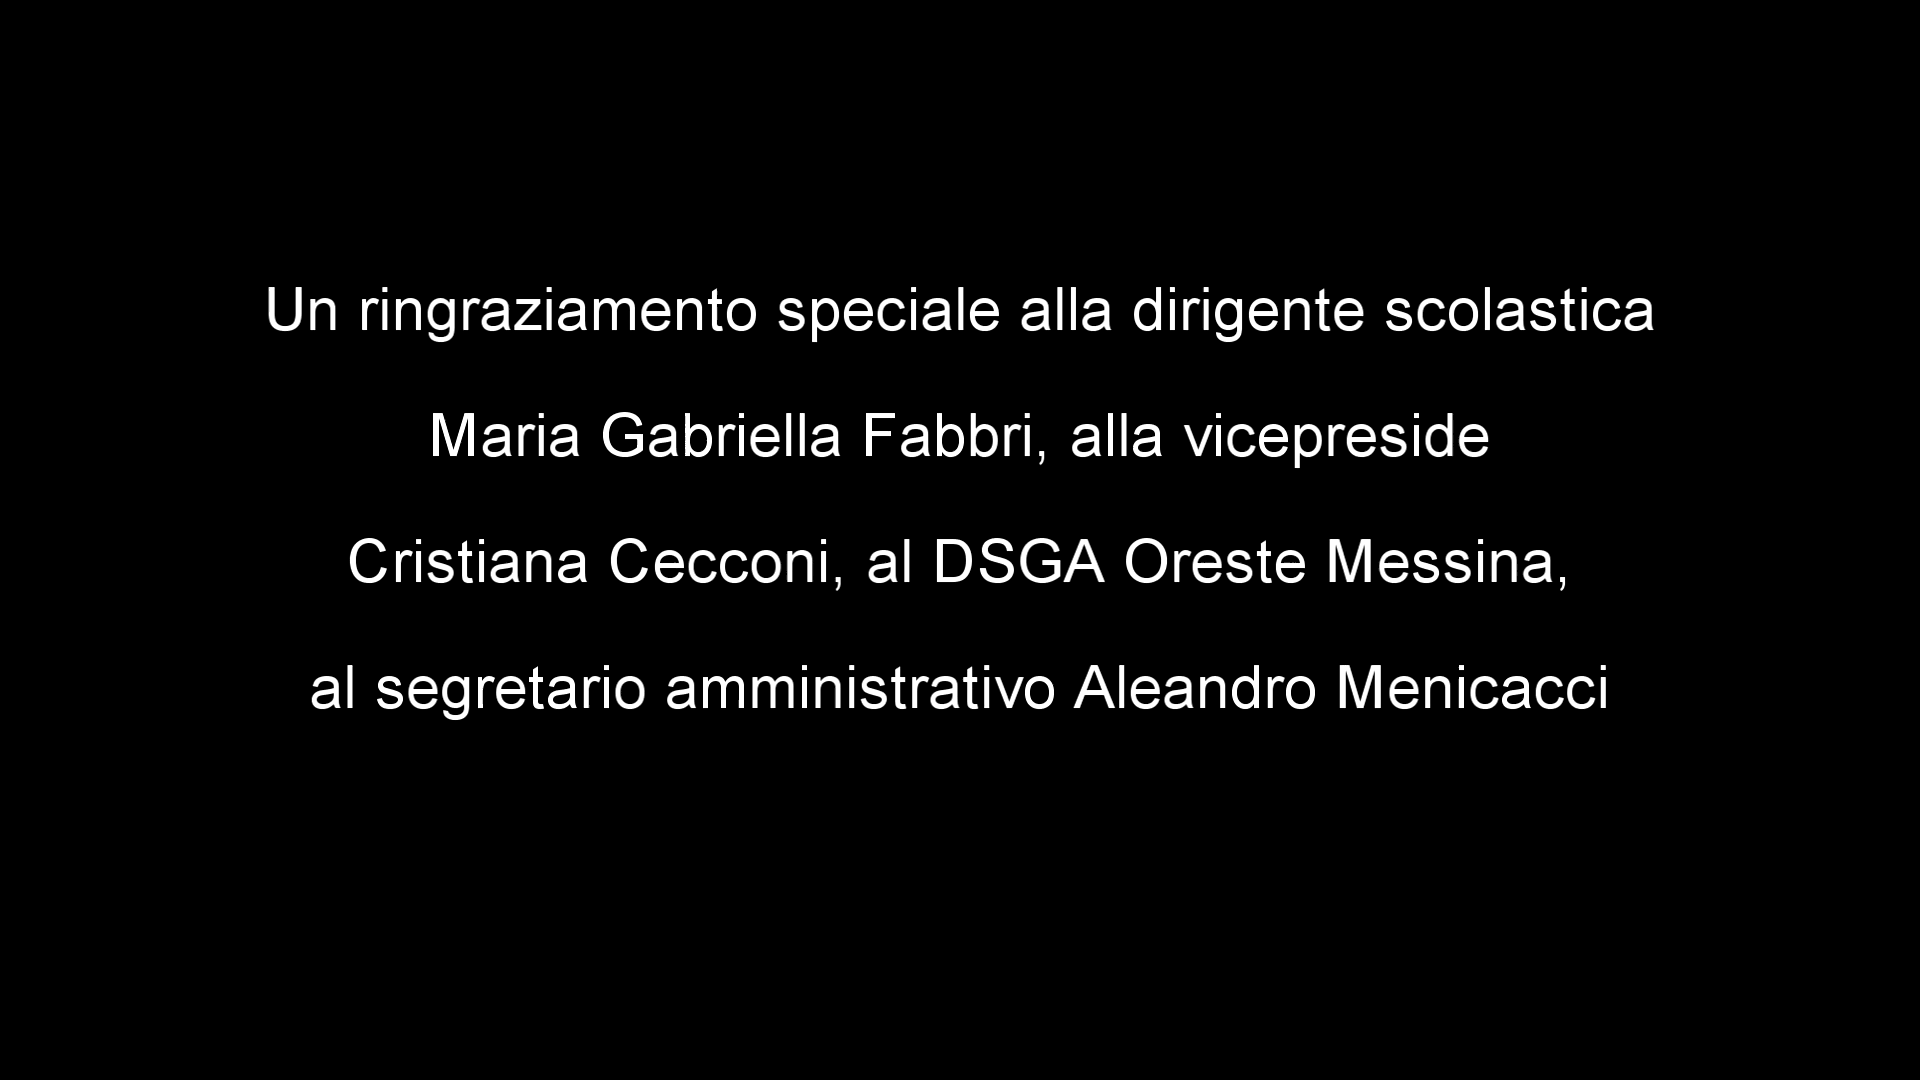 Un ringraziamento speciale alla dirigente scolastica
Maria Gabriella Fabbri, alla vicepreside
Cristiana Cecconi, al DSGA Oreste Messina,
al segretario amministrativo Aleandro Menicacci